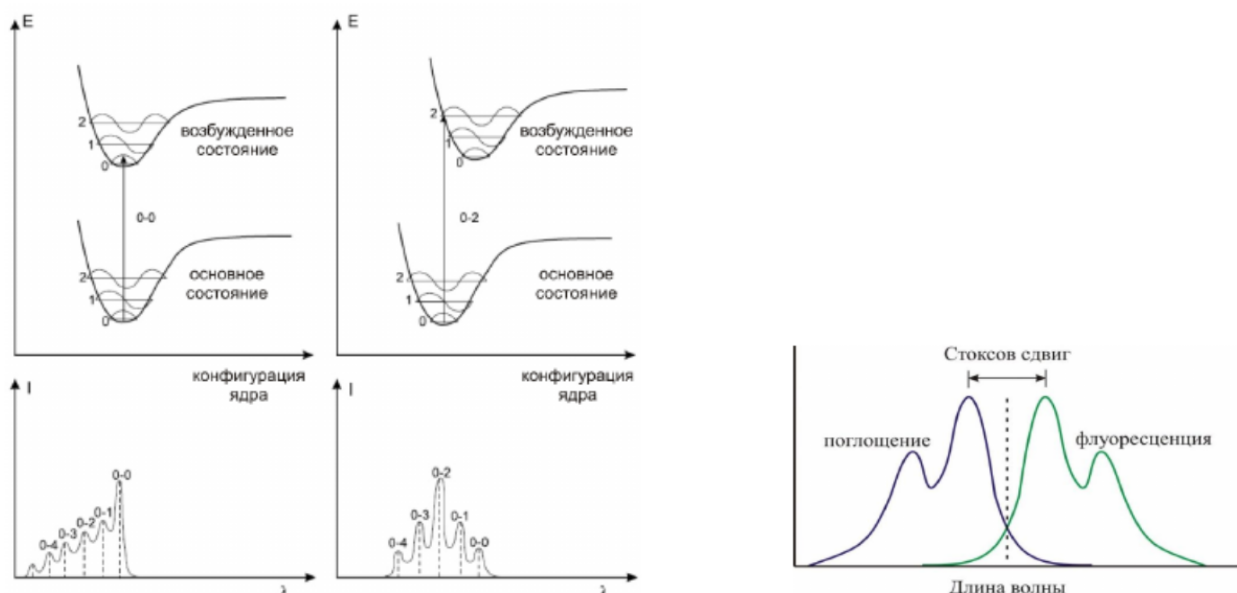 E
2
1
0
возбужденное
состояние
0-0
2
1
0
основное
состояние
конфигурация
ядра
I
0-4
0-3
0-2
0-1
0-0
E
2
1
0
возбужденное
состояние
0-2
2
1
0
основное
состояние
конфигурация
ядра
I
0-4
0-3
0-2
0-1
0-0
Стоксов сдвиг
поглощение
флуоресценция
Длина волны